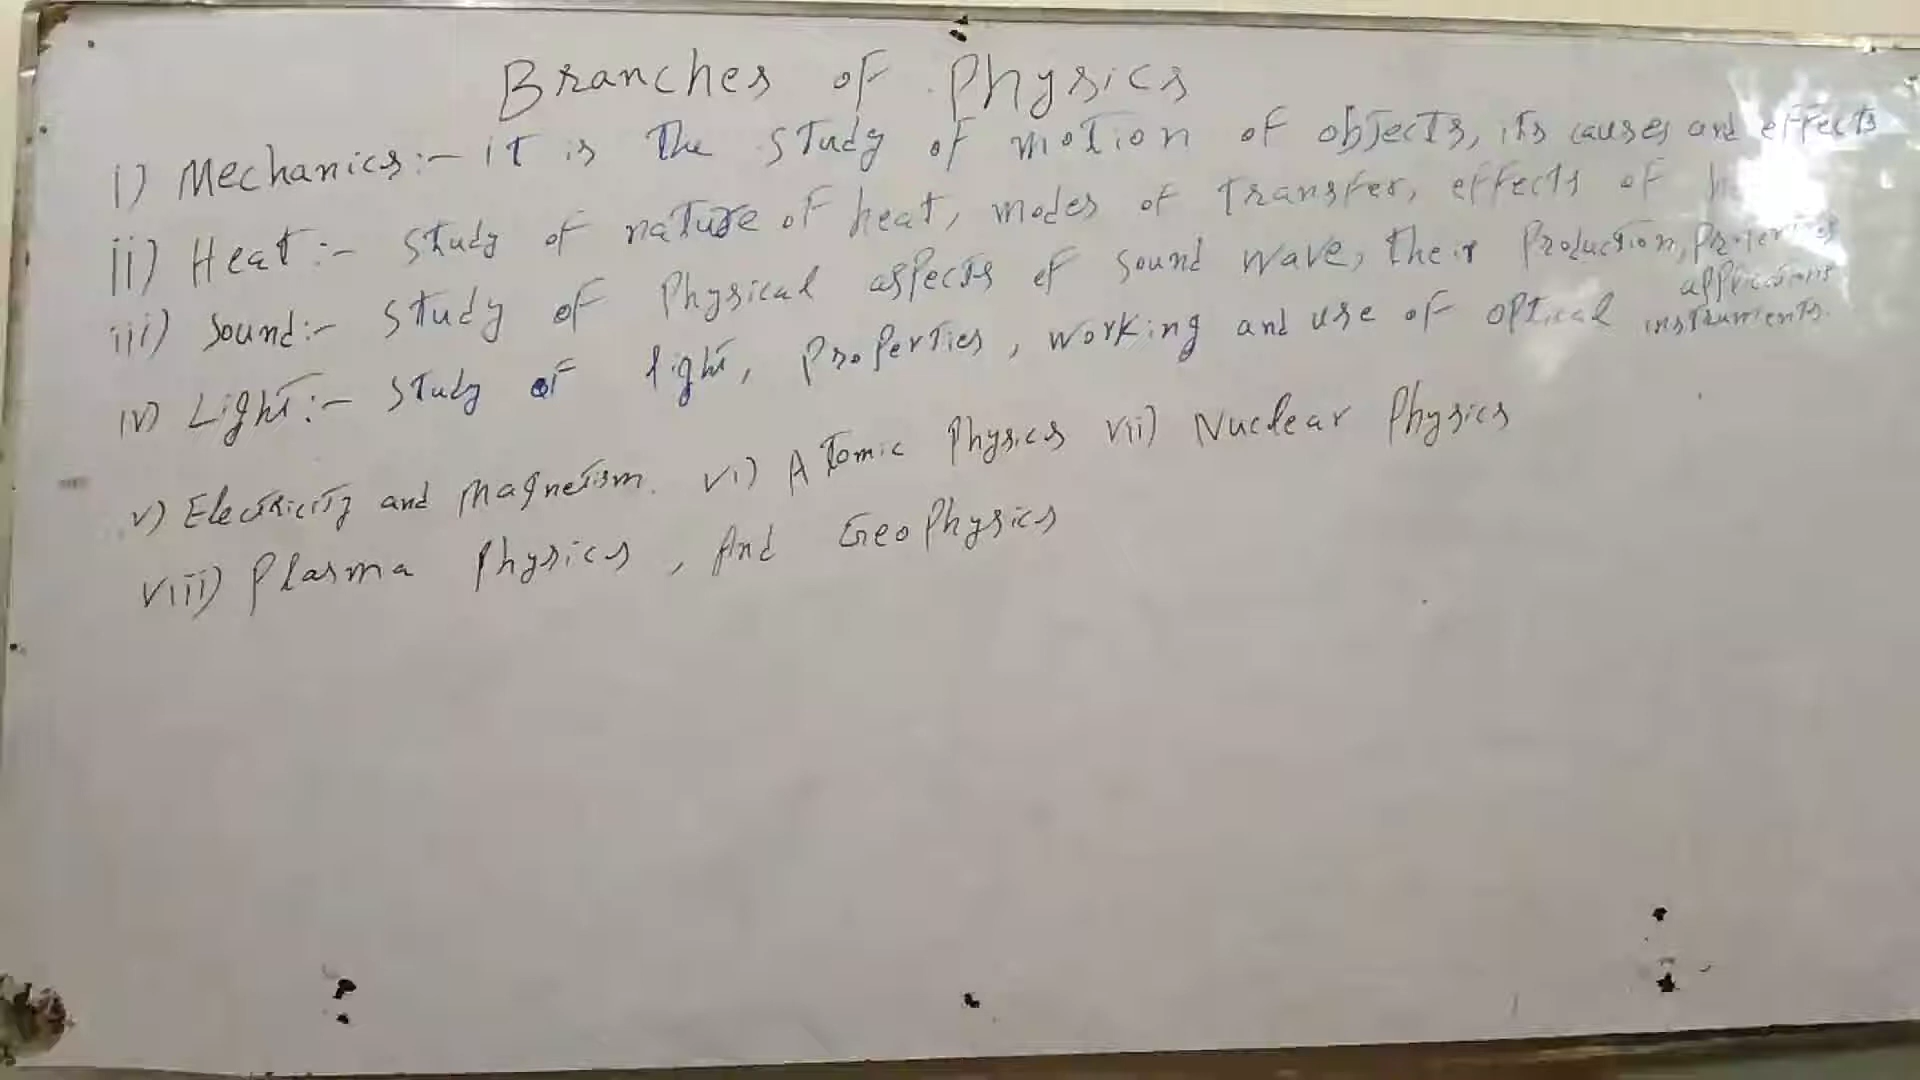 Branches of Physics
i) Mechanics:- it is the study of motion of objects, its causes and effects
ii) Heat:- study of nature of heat, modes of transfer, effects of
iii) Sound:- study of Physical aspects of sound wave, their Production, Properties applications
iv) Light:- study of light, Properties, working and use of optical instruments.
v) Electricity and magnetism. vi) Atomic Physics vii) Nuclear Physics
viii) Plasma Physics, And Geo Physics